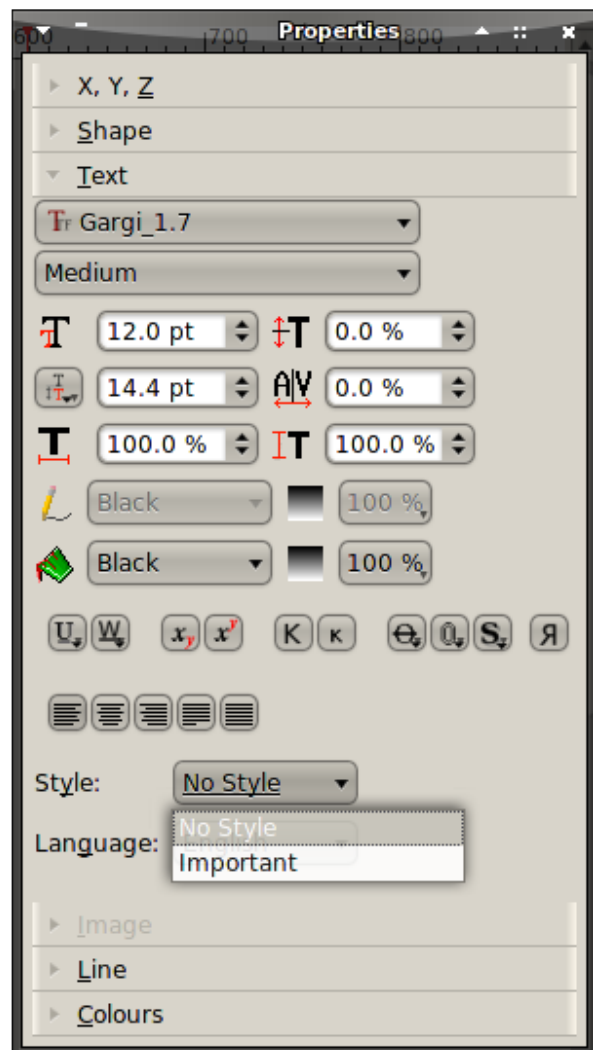 600 700 Properties 800
X, Y, Z
Shape
Text
Gargi_1.7
Medium
12.0 pt 0.0 %
14.4 pt 0.0 %
100.0 % 100.0 %
Black 100 %
Black 100 %
U W x y x y K K O O S Я
Style: No Style
No Style
Language: English
Important
Image
Line
Colours